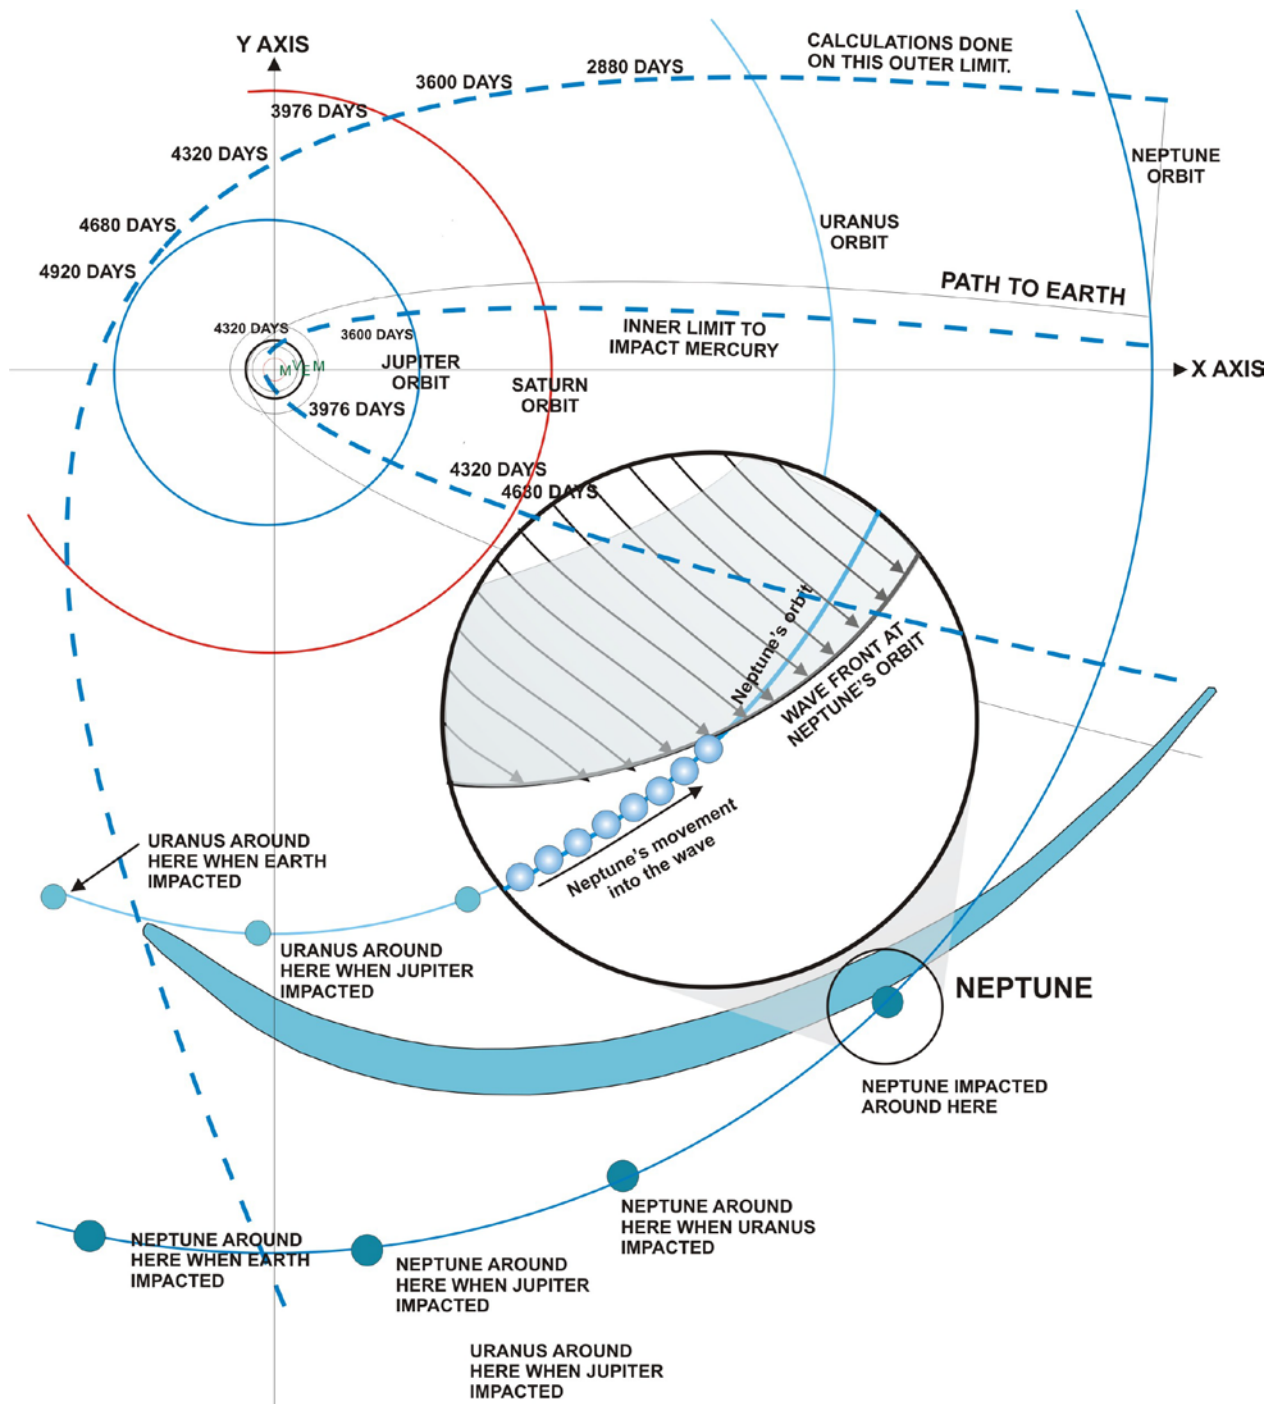 Y AXIS
CALCULATIONS DONE
ON THIS OUTER LIMIT.
2880 DAYS
3600 DAYS
3976 DAYS
4320 DAYS
NEPTUNE
ORBIT
4680 DAYS
URANUS
ORBIT
4920 DAYS
PATH TO EARTH
4320 DAYS
3600 DAYS
INNER LIMIT TO
IMPACT MERCURY
JUPITER
ORBIT
M V E M
X AXIS
SATURN
ORBIT
3976 DAYS
4320 DAYS
4680 DAYS
Neptune's orbit
WAVE FRONT AT
NEPTUNE'S ORBIT
Neptune's movement
into the wave
URANUS AROUND
HERE WHEN EARTH
IMPACTED
URANUS AROUND
HERE WHEN JUPITER
IMPACTED
NEPTUNE
NEPTUNE IMPACTED
AROUND HERE
NEPTUNE AROUND
HERE WHEN URANUS
IMPACTED
NEPTUNE AROUND
HERE WHEN EARTH
IMPACTED
NEPTUNE AROUND
HERE WHEN JUPITER
IMPACTED
URANUS AROUND
HERE WHEN JUPITER
IMPACTED